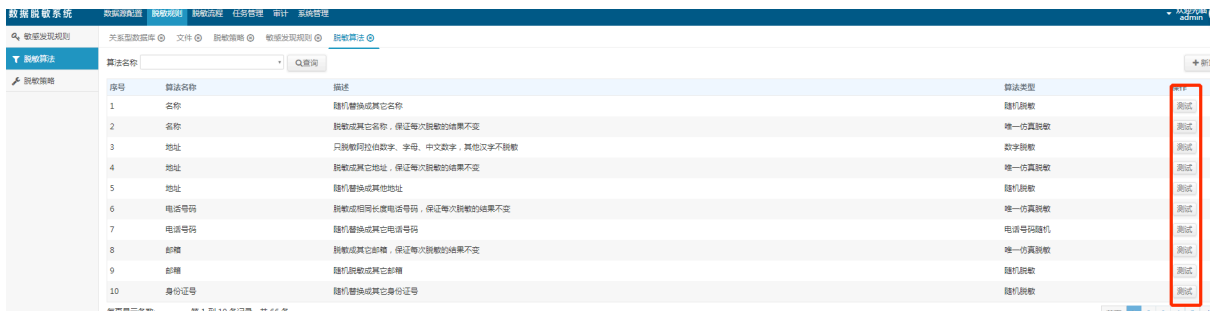 数据脱敏系统 数据源配置 脱敏规则 脱敏流程 任务管理 审计 系统管理
admin
敏感发现规则 关系型数据库 文件 脱敏策略 敏感发现规则 脱敏算法
脱敏算法 算法名称 查询
脱敏策略
序号 算法名称 描述 算法类型
1 名称 随机替换成其它名称 随机脱敏 测试
2 名称 脱敏成其它名称，保证每次脱敏的结果不变 唯一仿真脱敏 测试
3 地址 只脱敏阿拉伯数字、字母、中文数字，其他汉字不脱敏 数字脱敏 测试
4 地址 脱敏成其它地址，保证每次脱敏的结果不变 唯一仿真脱敏 测试
5 地址 随机替换成其他地址 随机脱敏 测试
6 电话号码 脱敏成相同长度电话号码，保证每次脱敏的结果不变 唯一仿真脱敏 测试
7 电话号码 随机替换成其它电话号码 电话号码随机 测试
8 邮箱 脱敏成其它邮箱，保证每次脱敏的结果不变 唯一仿真脱敏 测试
9 邮箱 随机脱敏成其它邮箱 随机脱敏 测试
10 身份证号 随机替换成其它身份证号 随机脱敏 测试